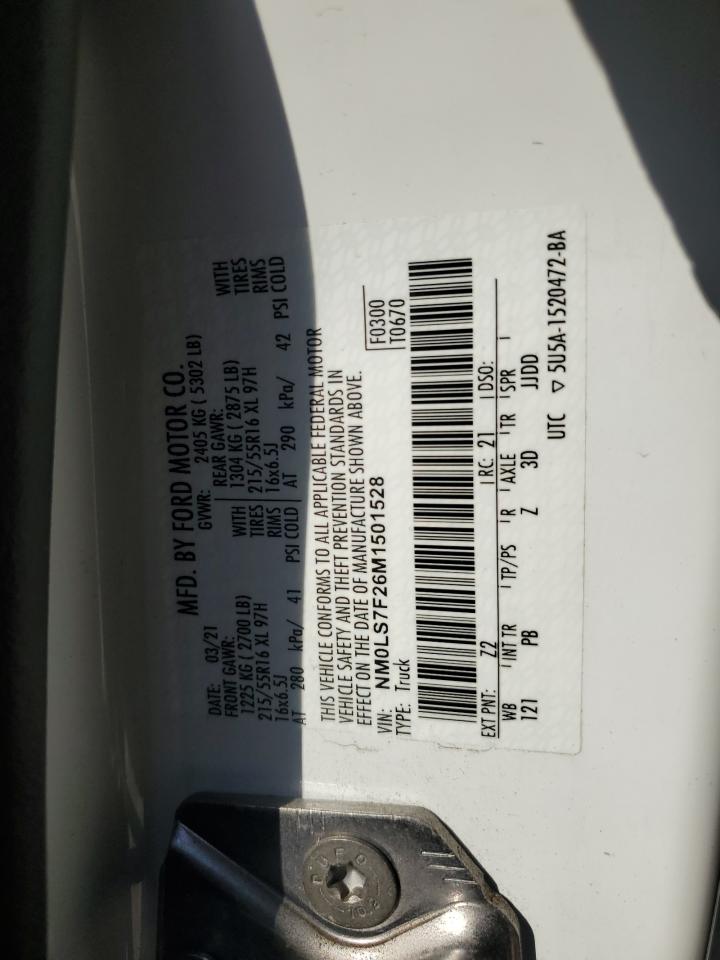 MFD. BY FORD MOTOR CO.
DATE: 03/21 GVWR: 2405 KG ( 5302 LB)
FRONT GAWR: REAR GAWR:
1225 KG ( 2700 LB) WITH 1304 KG ( 2875 LB) WITH
215/55R16 XL 97H TIRES 215/55R16 XL 97H TIRES
16x6.5J RIMS 16x6.5J RIMS
AT 280 kPa/ 41 PSI COLD AT 290 kPa/ 42 PSI COLD
THIS VEHICLE CONFORMS TO ALL APPLICABLE FEDERAL MOTOR
VEHICLE SAFETY AND THEFT PREVENTION STANDARDS IN
EFFECT ON THE DATE OF MANUFACTURE SHOWN ABOVE.
VIN: NM0LS7F26M1501528 F0300
TYPE: Truck T0670
EXT PNT: Z2 RC: 21 DSO:
WB INT TR TP/PS R AXLE TR SPR
121 PB Z 3D JJDD
UTC ▽ 5U5A-1520472-BA